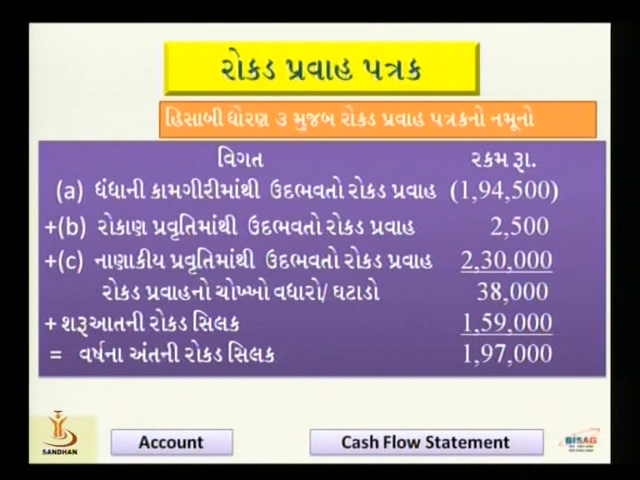 રોકડ પ્રવાહ પત્રક
હિસાબી ધોરણ ૩ મુજબ રોકડ પ્રવાહ પત્રકનો નમૂનો
વિગત રકમ રૂા.
(a) ધંધાની કામગીરીમાંથી ઉદભવતો રોકડ પ્રવાહ (1,94,500)
+(b) રોકાણ પ્રવૃતિમાંથી ઉદભવતો રોકડ પ્રવાહ 2,500
+(c) નાણાકીય પ્રવૃતિમાંથી ઉદભવતો રોકડ પ્રવાહ 2,30,000
રોકડ પ્રવાહનો ચોખ્ખો વધારો/ ઘટાડો 38,000
+ શરૂઆતની રોકડ સિલક 1,59,000
= વર્ષના અંતની રોકડ સિલક 1,97,000
SANDHAN
Account
Cash Flow Statement
BISAG